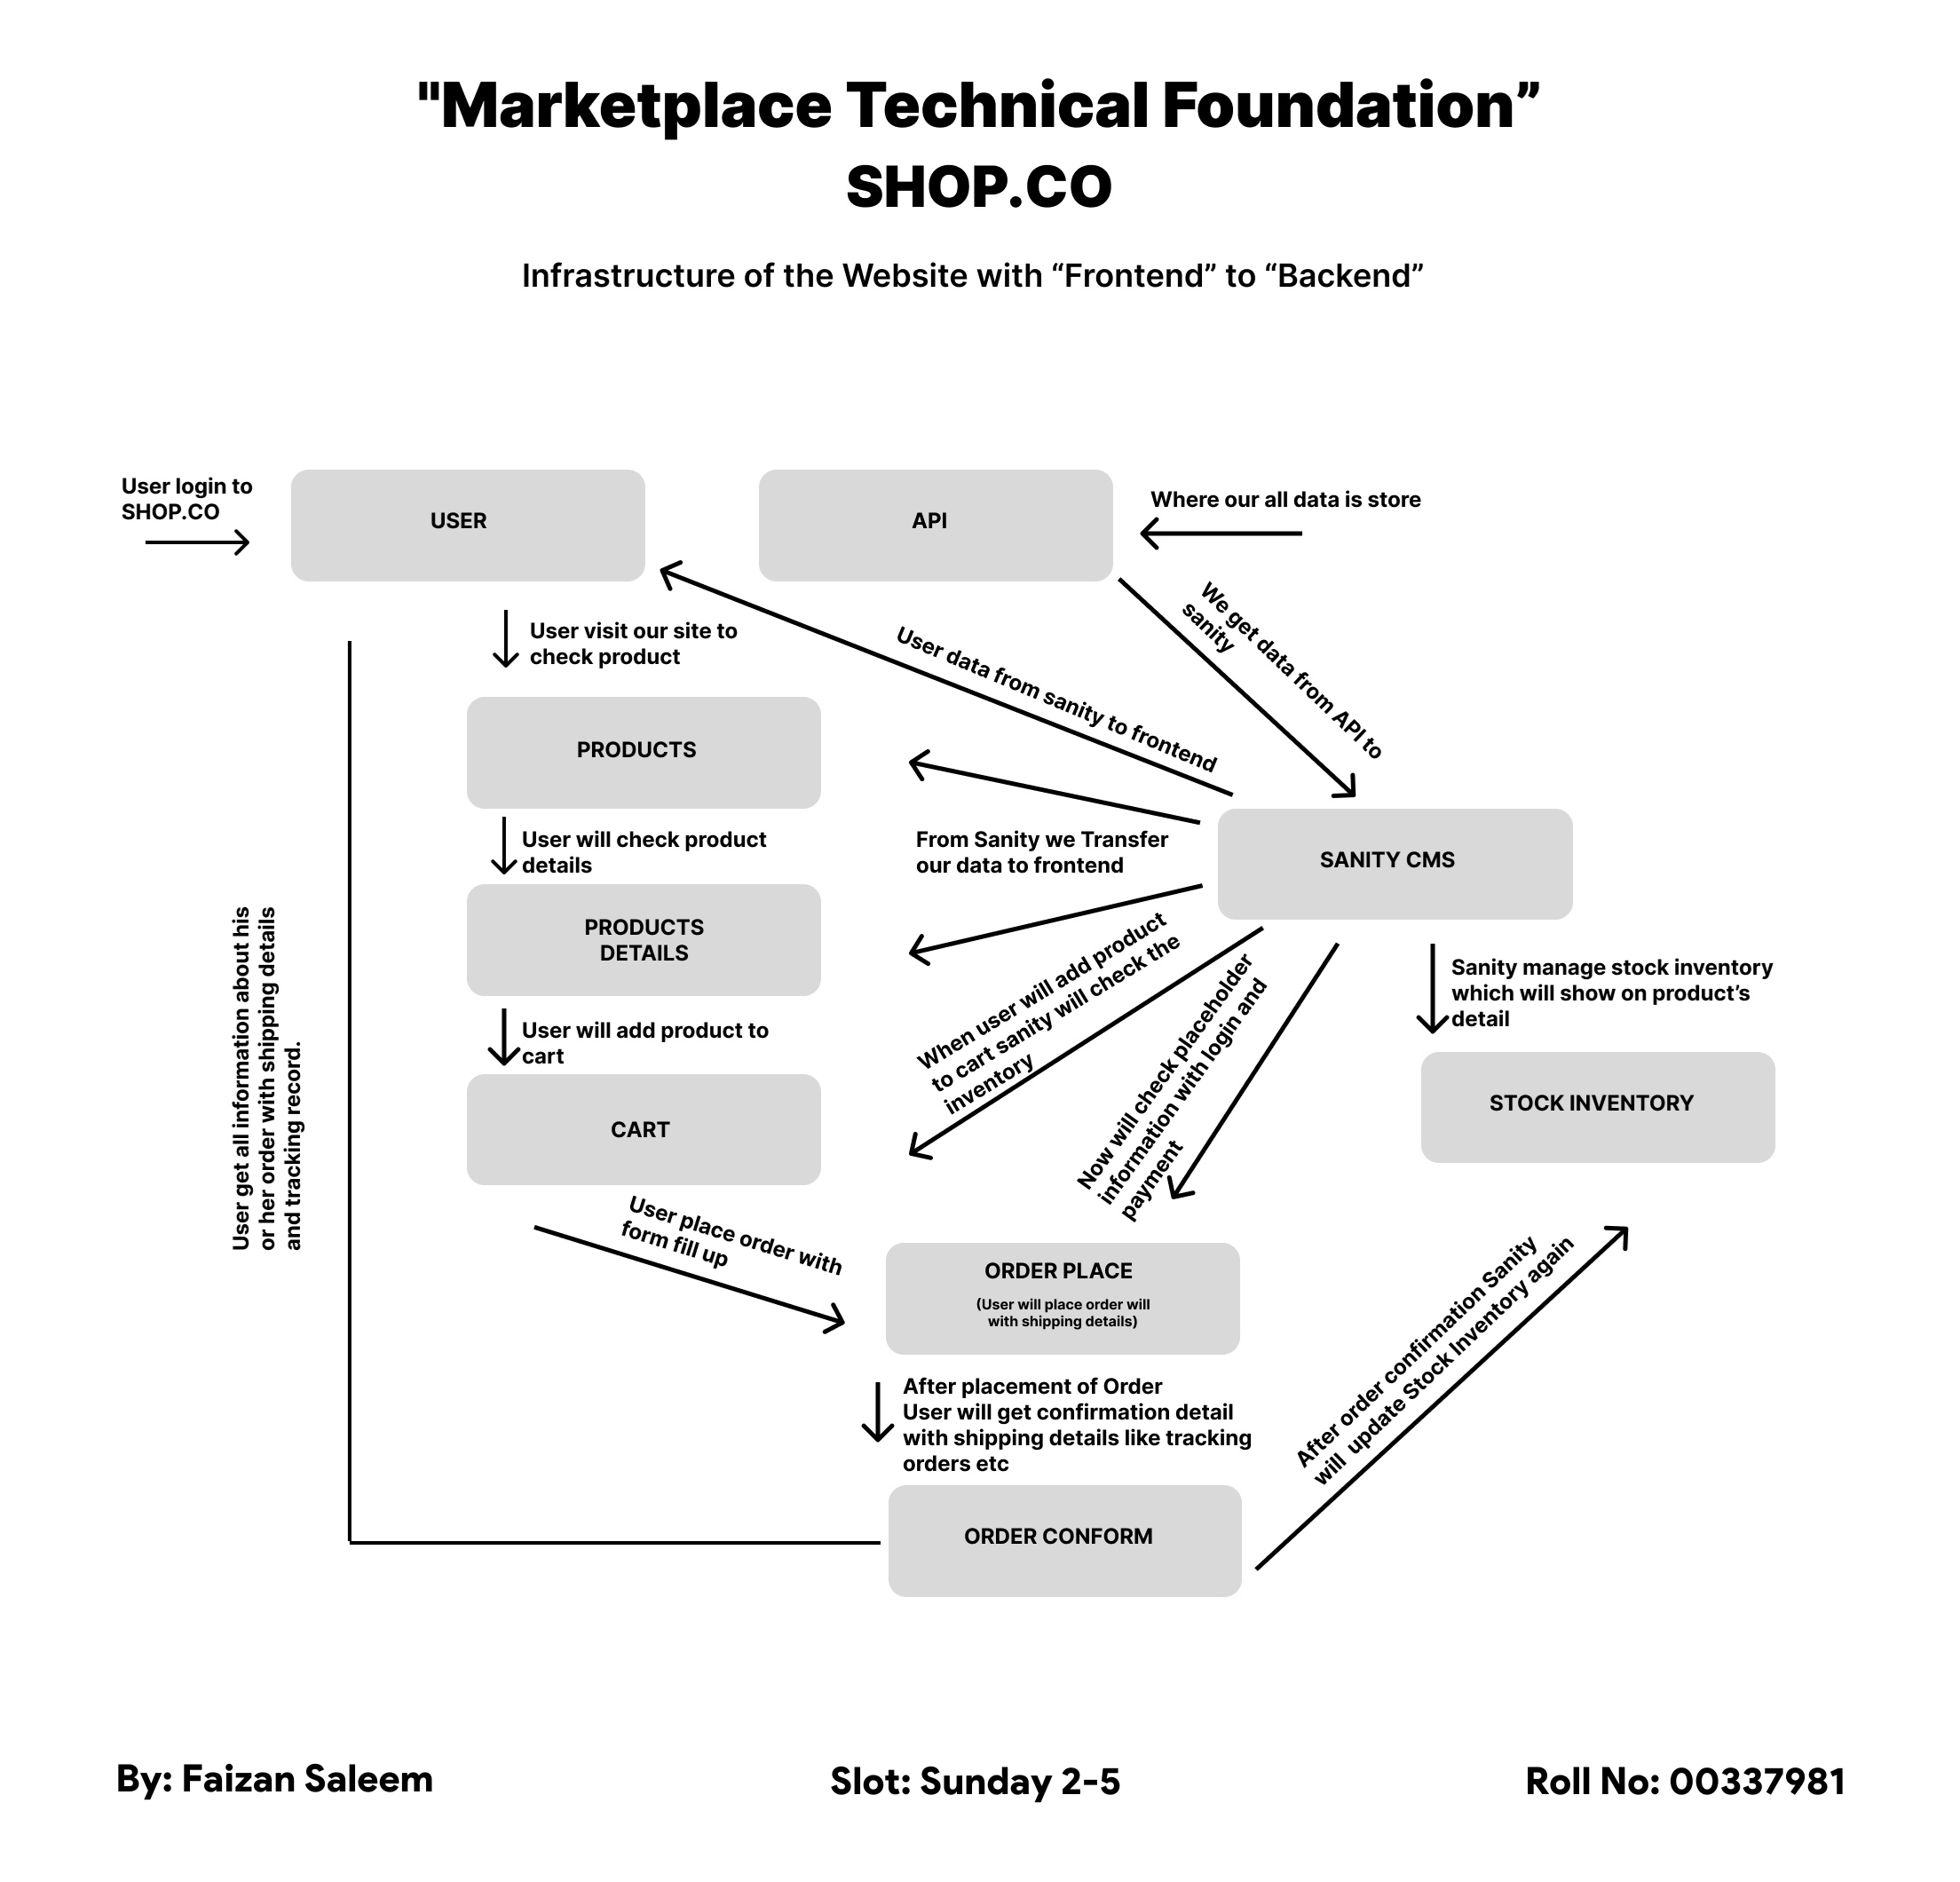 "Marketplace Technical Foundation”
SHOP.CO
Infrastructure of the Website with “Frontend” to “Backend”
User login to
SHOP.CO
USER
API
Where our all data is store
We get data from API to
sanity
User visit our site to
check product
User data from sanity to frontend
PRODUCTS
User will check product
details
From Sanity we Transfer
our data to frontend
SANITY CMS
PRODUCTS
DETAILS
When user will add product
to cart sanity will check the
inventory
Now will check placeholder
information with login and
payment
Sanity manage stock inventory
which will show on product’s
detail
User will add product to
cart
CART
STOCK INVENTORY
User get all information about his
or her order with shipping details
and tracking record.
User place order with
form fill up
ORDER PLACE
(User will place order will
with shipping details)
After order confirmation Sanity
will  update Stock Inventory again
After placement of Order
User will get confirmation detail
with shipping details like tracking
orders etc
ORDER CONFORM
By: Faizan Saleem
Slot: Sunday 2-5
Roll No: 00337981